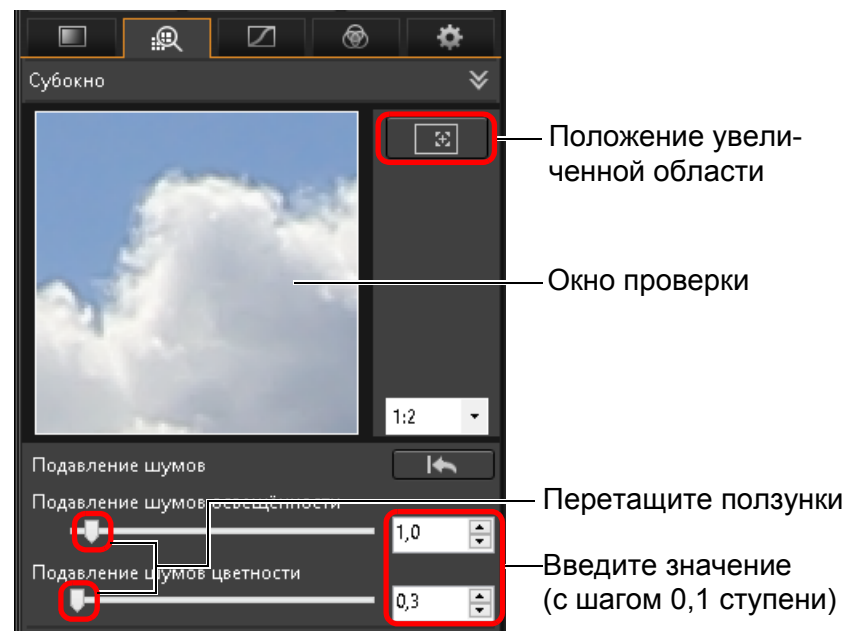 Субокно
Положение увели-
ченной области
Окно проверки
1:2
Подавление шумов
Подавление шумов освещённости
Перетащите ползунки
1,0
Введите значение
(с шагом 0,1 ступени)
Подавление шумов цветности
0,3